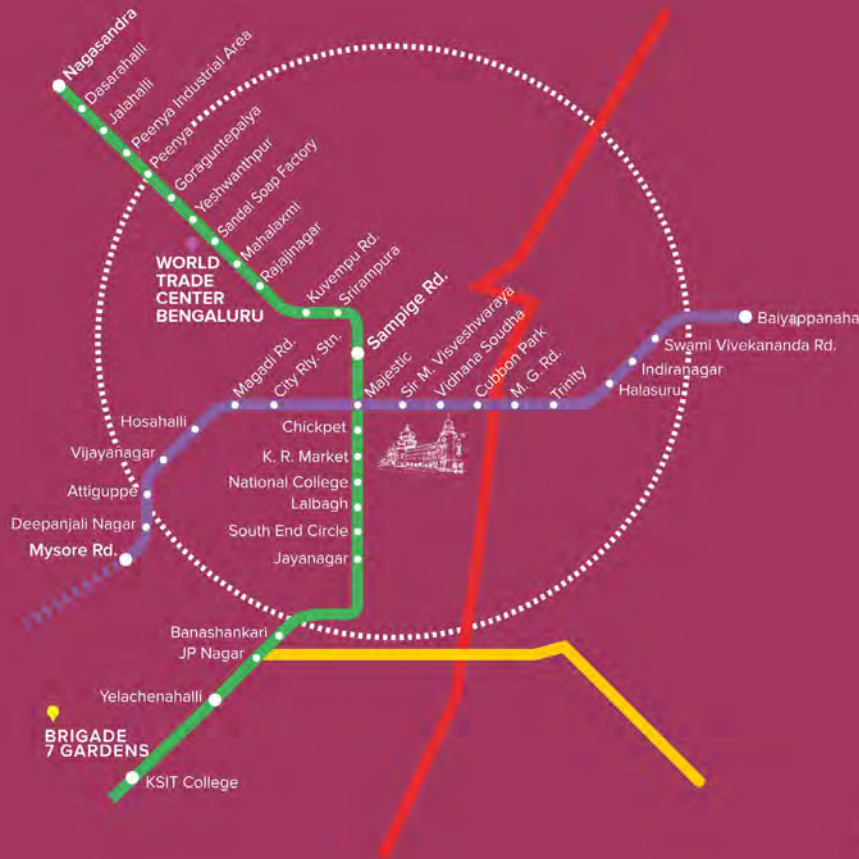 Nagasandra
Dasarahalli
Jalahalli
Peenya Industrial Area
Peenya
Goraguntepalya
Yeshwanthpur
Sandal Soap Factory
Mahalaxmi
Rajajinagar
Kuvempu Rd.
Srirampura
Sampige Rd.
WORLD
TRADE
CENTER
BENGALURU
Magadi Rd.
City Rly. Stn.
Majestic
Sir M. Visveshwaraya
Vidhana Soudha
Cubbon Park
M. G. Rd.
Trinity
Baiyappanaha
Swami Vivekananda Rd.
Indiranagar
Halasuru
Hosahalli
Vijayanagar
Attiguppe
Deepanjali Nagar
Mysore Rd.
Chickpet
K. R. Market
National College
Lalbagh
South End Circle
Jayanagar
Banashankari
JP Nagar
Yelachenahalli
BRIGADE
7 GARDENS
KSIT College